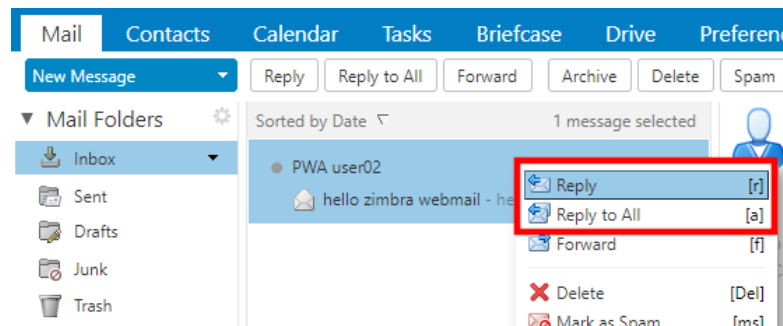 Mail Contacts Calendar Tasks Briefcase Drive Preferen
New Message Reply Reply to All Forward Archive Delete Spam
Mail Folders Sorted by Date 1 message selected
Inbox
PWA user02
Reply [r]
Sent
hello zimbra webmail - he
Reply to All [a]
Drafts
Forward [f]
Junk
Delete [Del]
Trash
Mark as Spam [ms]